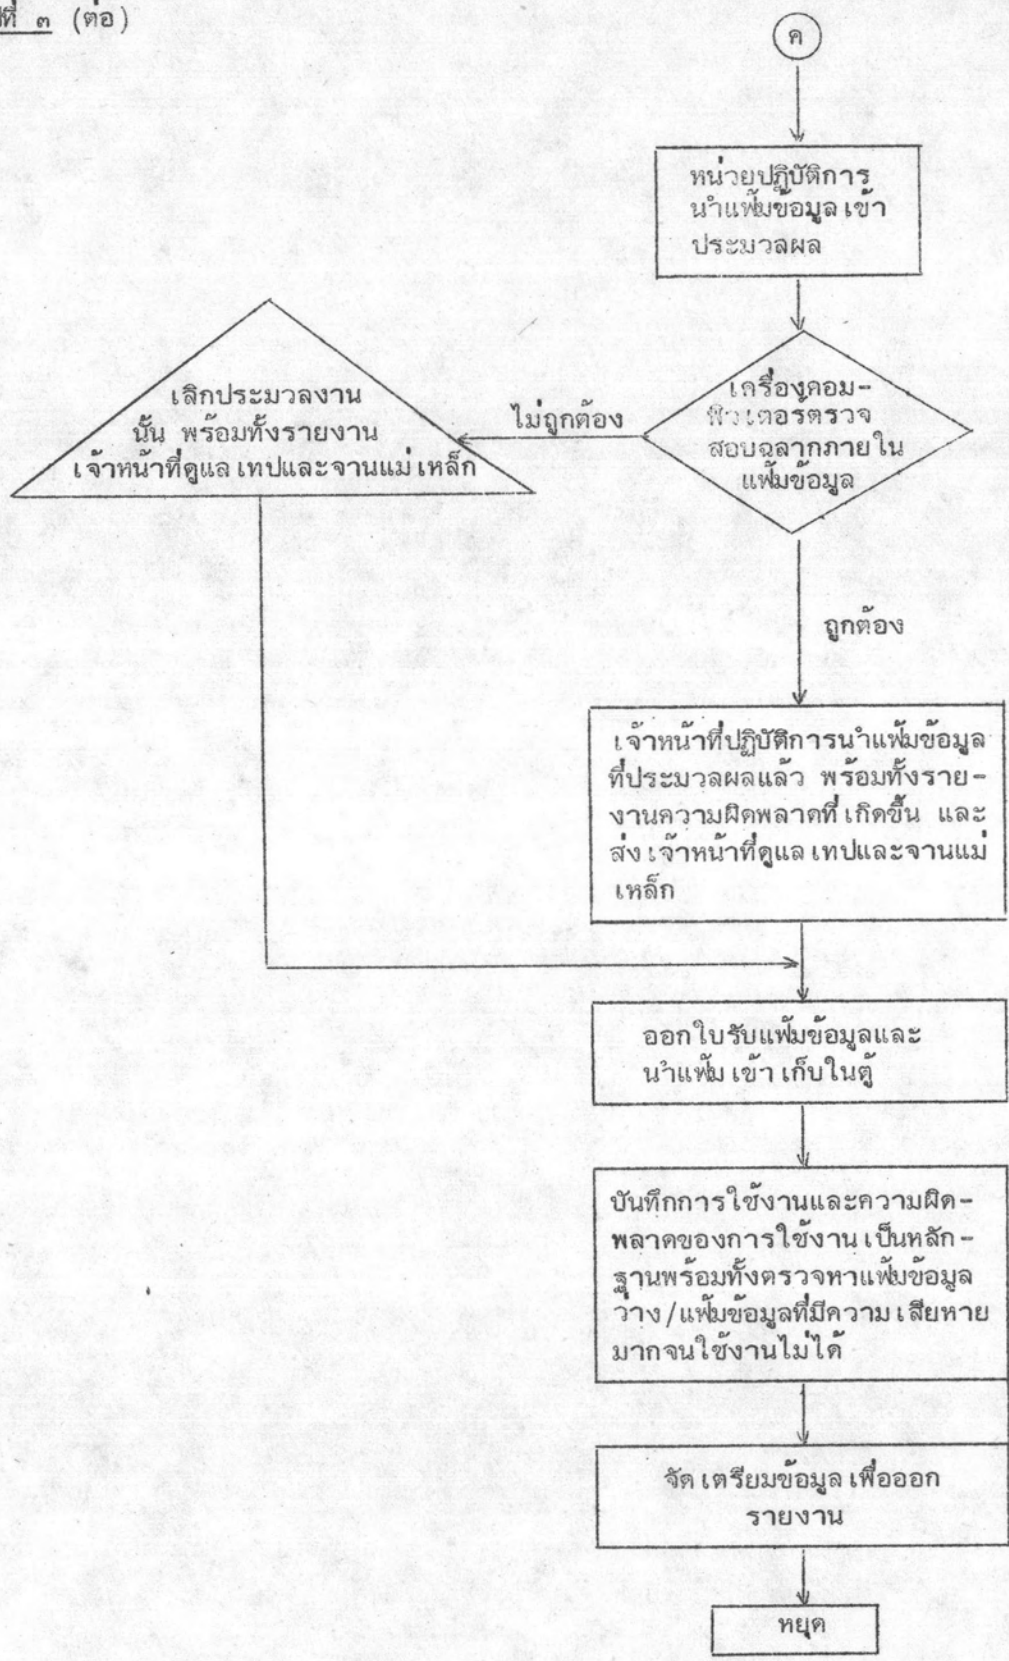 ที่ ๓ (ต่อ)
ค
หน่วยปฏิบัติการ
นำแฟ้มข้อมูลเข้า
ประมวลผล
เครื่องคอม-
พิวเตอร์ตรวจ
สอบฉลากภายใน
แฟ้มข้อมูล
ไม่ถูกต้อง
เลิกประมวลงาน
นั้น พร้อมทั้งรายงาน
เจ้าหน้าที่ดูแลเทปและจานแม่เหล็ก
ถูกต้อง
เจ้าหน้าที่ปฏิบัติการนำแฟ้มข้อมูล
ที่ประมวลผลแล้ว พร้อมทั้งราย-
งานความผิดพลาดที่เกิดขึ้น และ
ส่งเจ้าหน้าที่ดูแลเทปและจานแม่
เหล็ก
ออกใบรับแฟ้มข้อมูลและ
นำแฟ้มเข้าเก็บในตู้
บันทึกการใช้งานและความผิด-
พลาดของการใช้งานเป็นหลัก-
ฐานพร้อมทั้งตรวจหาแฟ้มข้อมูล
ว่าง/แฟ้มข้อมูลที่มีความเสียหาย
มากจนใช้งานไม่ได้
จัดเตรียมข้อมูลเพื่อออก
รายงาน
หยุด